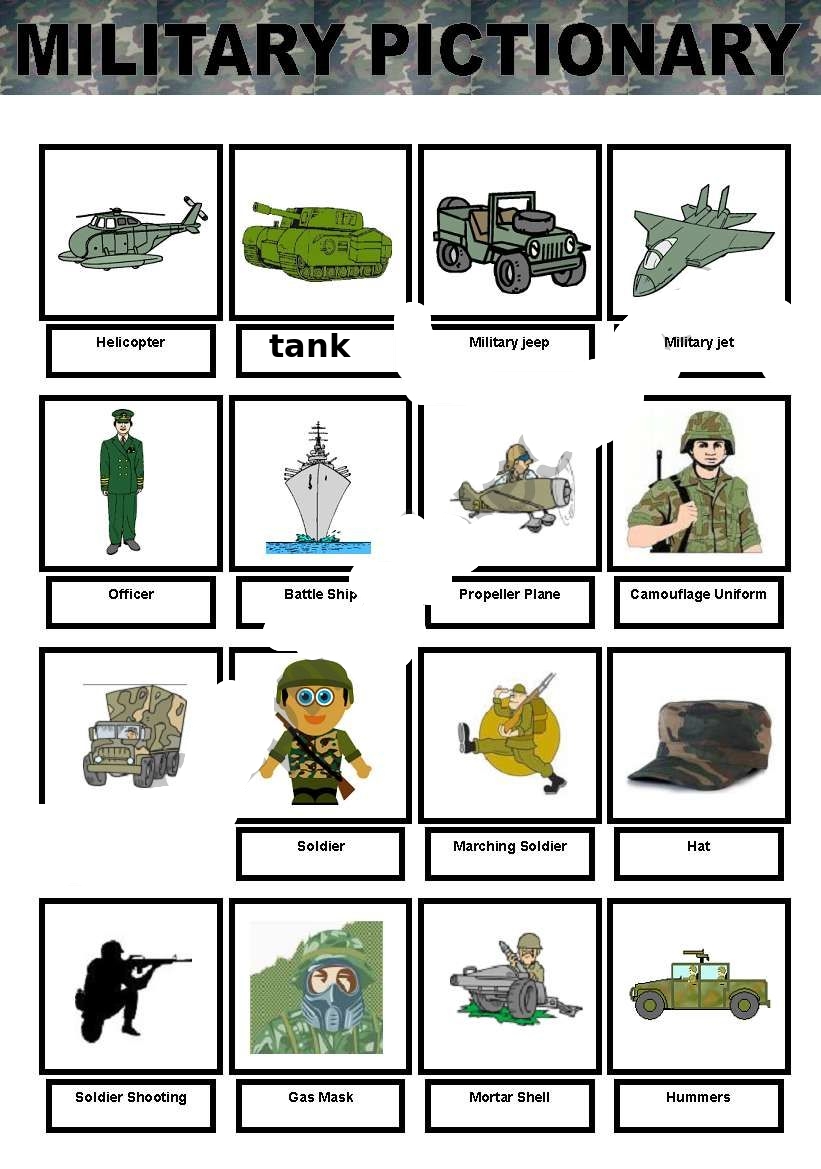 MILITARY PICTIONARY
Helicopter
tank
Military jeep
Military jet
Officer
Battle Ship
Propeller Plane
Camouflage Uniform
Soldier
Marching Soldier
Hat
Soldier Shooting
Gas Mask
Mortar Shell
Hummers